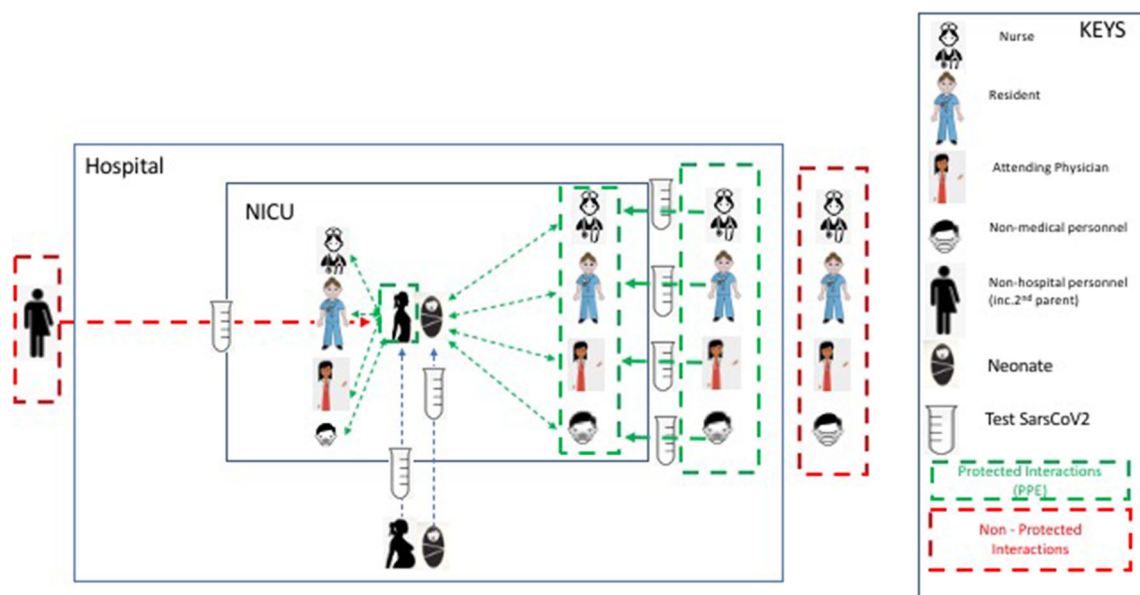 KEYS
Nurse
Resident
Hospital
Attending Physician
NICU
Non-medical personnel
Non-hospital personnel
(inc.2nd parent)
Neonate
Test SarsCoV2
Protected Interactions
(PPE)
Non - Protected
Interactions